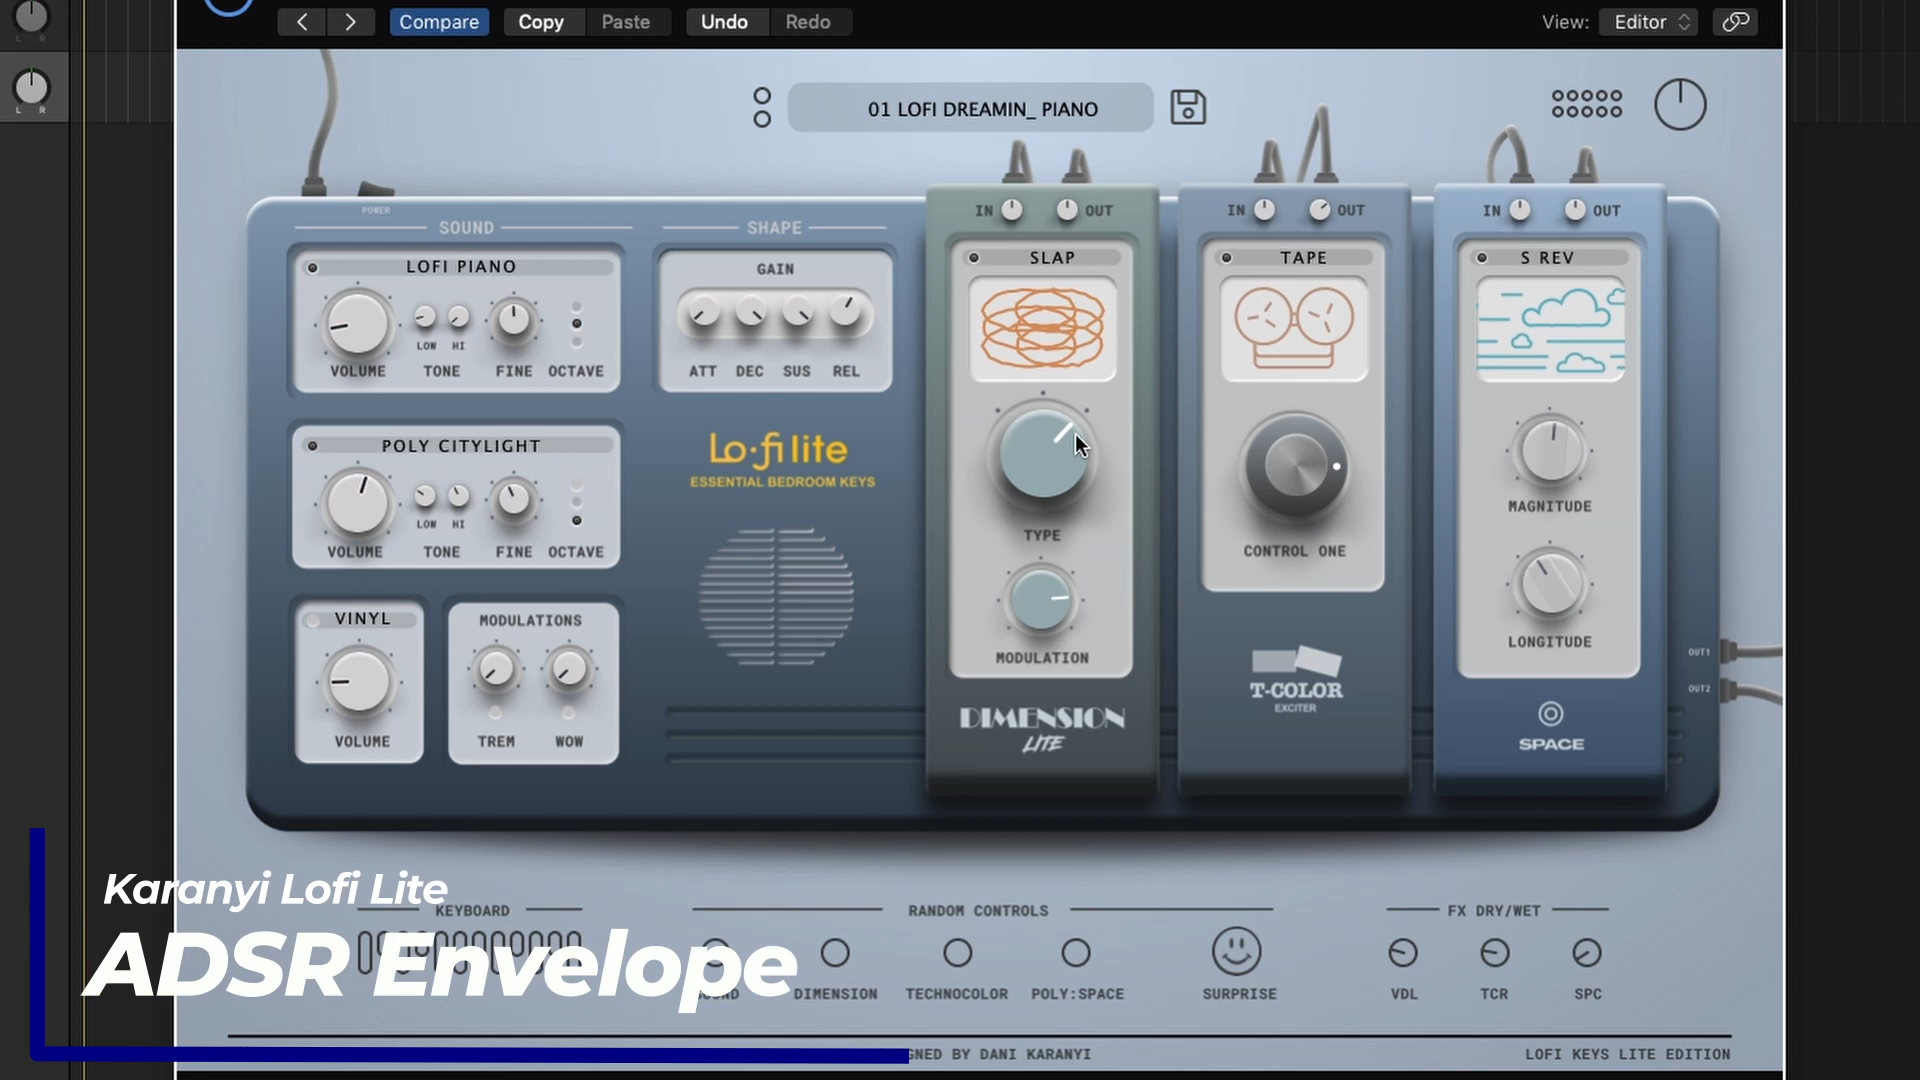 Compare Copy Paste Undo Redo View: Editor
L R
L R
01 LOFI DREAMIN_ PIANO
POWER
SOUND SHAPE
IN OUT IN OUT IN OUT
LOFI PIANO GAIN SLAP TAPE S REV
LOW HI
VOLUME TONE FINE OCTAVE ATT DEC SUS REL
POLY CITYLIGHT
Lo·fi lite
ESSENTIAL BEDROOM KEYS
LOW HI
VOLUME TONE FINE OCTAVE
TYPE CONTROL ONE MAGNITUDE
VINYL MODULATIONS
MODULATION LONGITUDE
VOLUME TREM WOW
DIMENSION
LITE
T-COLOR
EXCITER
SPACE
OUT1
OUT2
Karanyi Lofi Lite
ADSR Envelope
KEYBOARD RANDOM CONTROLS FX DRY/WET
DIMENSION TECHNOCOLOR POLY:SPACE SURPRISE VDL TCR SPC
BY DANI KARANYI LOFI KEYS LITE EDITION